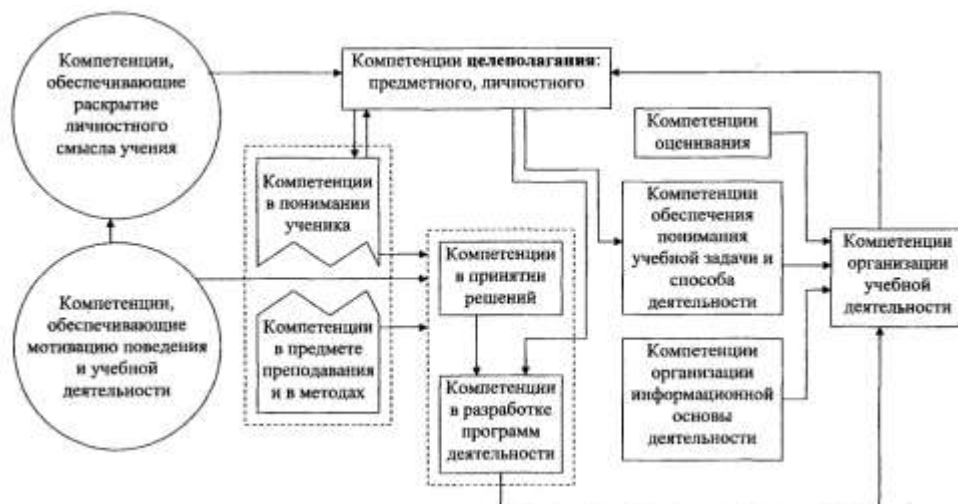 Компетенции,
обеспечивающие
раскрытие
личностного
смысла учения
Компетенции целеполагания:
предметного, личностного
Компетенции
оценивания
Компетенции
в понимании
ученика
Компетенции
обеспечения
понимания
учебной задачи и
способа
деятельности
Компетенции
организации
учебной
деятельности
Компетенции
в принятии
решений
Компетенции,
обеспечивающие
мотивацию поведения
и учебной
деятельности
Компетенции
в предмете
преподавания
и в методах
Компетенции
в разработке
программ
деятельности
Компетенции
организации
информационной
основы
деятельности